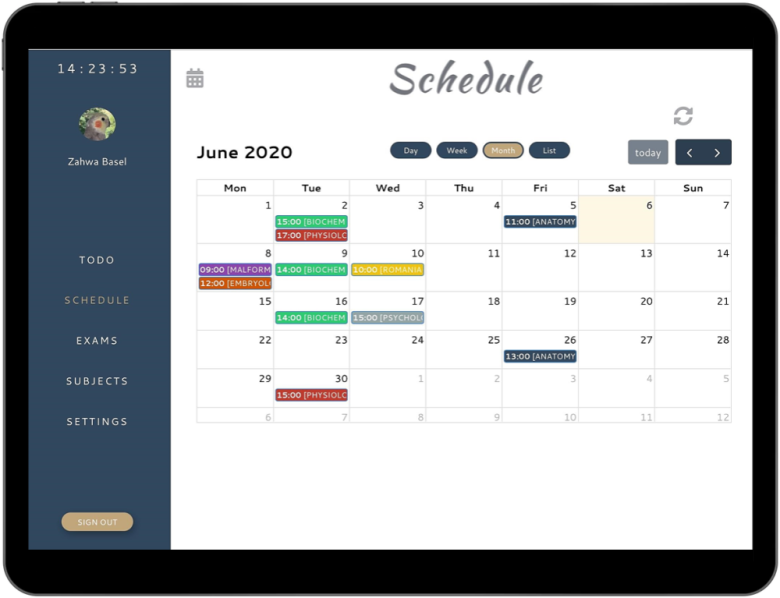 14:23:53
Zahwa Basel
TODO
SCHEDULE
EXAMS
SUBJECTS
SETTINGS
SIGN OUT
Schedule
June 2020
Day Week Month List
today
Mon Tue Wed Thu Fri Sat Sun
1 2 3 4 5 6 7
15:00 [BIOCHEM 11:00 [ANATOMY
17:00 [PHYSIOLC
8 9 10 11 12 13 14
09:00 [MALFORM 14:00 [BIOCHEM 10:00 [ROMANIA
12:00 [EMBRYOL
15 16 17 18 19 20 21
14:00 [BIOCHEM 15:00 [PSYCHOLI
22 23 24 25 26 27 28
13:00 [ANATOMY
29 30 1 2 3 4 5
15:00 [PHYSIOLC
6 7 8 9 10 11 12